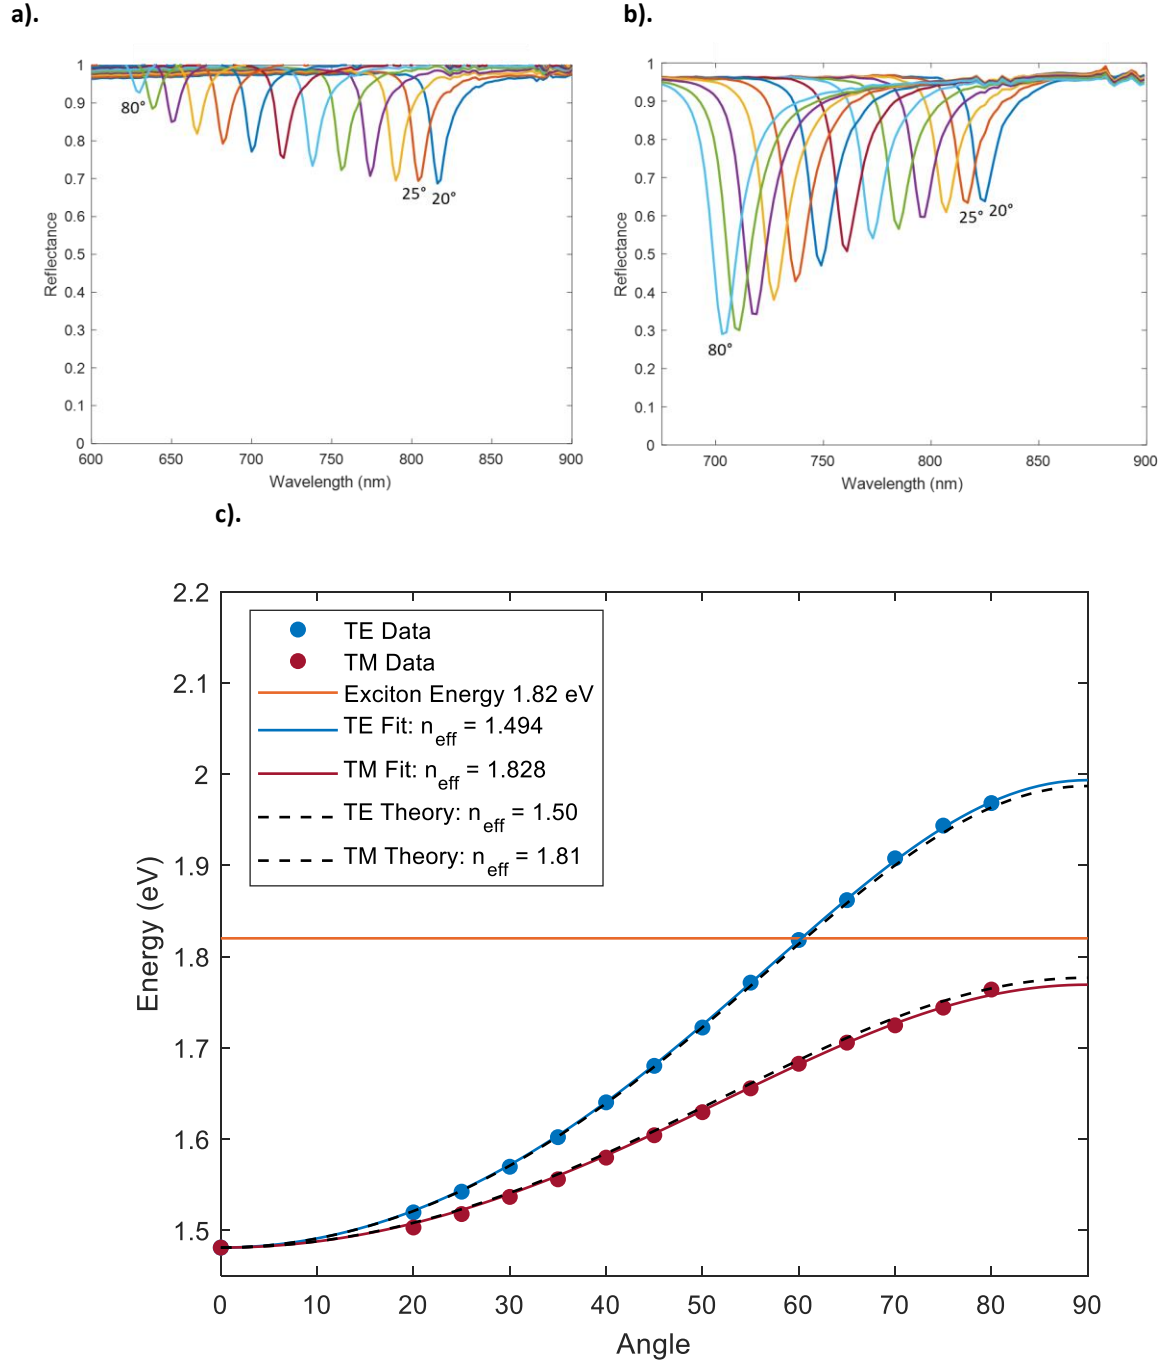 a).
b).
1
0.9
0.8
0.7
0.6
0.5
0.4
0.3
0.2
0.1
0
Reflectance
80°
25° 20°
600 650 700 750 800 850 900
Wavelength (nm)
1
0.9
0.8
0.7
0.6
0.5
0.4
0.3
0.2
0.1
0
Reflectance
80°
25° 20°
700 750 800 850 900
Wavelength (nm)
c).
2.2
2.1
2
1.9
1.8
1.7
1.6
1.5
Energy (eV)
TE Data
TM Data
Exciton Energy 1.82 eV
TE Fit: neff = 1.494
TM Fit: neff = 1.828
TE Theory: neff = 1.50
TM Theory: neff = 1.81
0 10 20 30 40 50 60 70 80 90
Angle